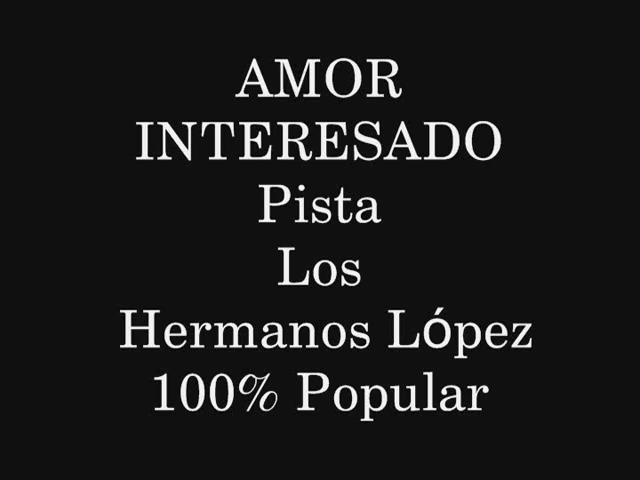 AMOR
INTERESADO
Pista
Los
Hermanos López
100% Popular